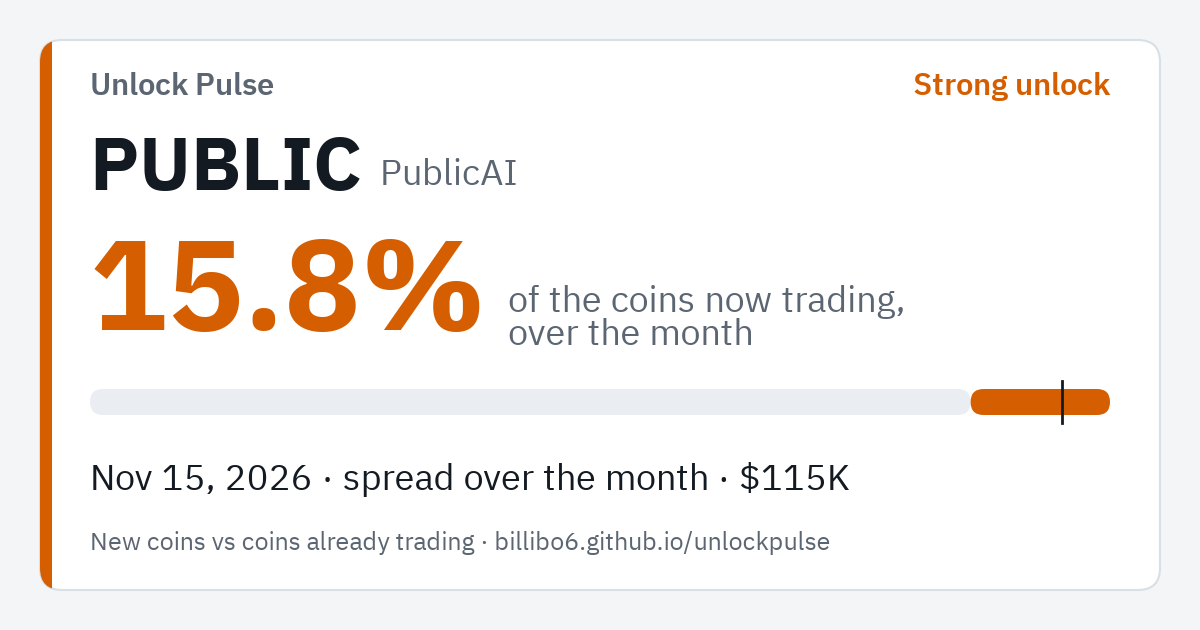 Unlock Pulse
Strong unlock
PUBLIC PublicAI
15.8% of the coins now trading,
over the month
Nov 15, 2026 · spread over the month · $115K
New coins vs coins already trading · billibo6.github.io/unlockpulse